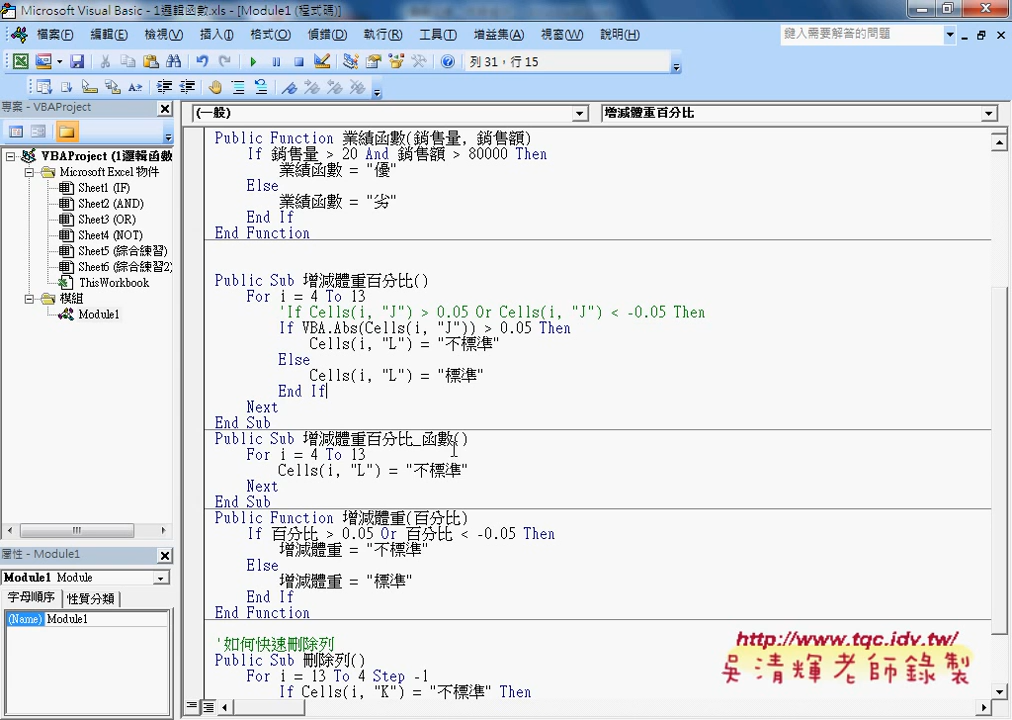 Microsoft Visual Basic - 1邏輯函數.xls - [Module1 (程式碼)]
檔案(F) 編輯(E) 檢視(V) 插入(I) 格式(O) 偵錯(D) 執行(R) 工具(T) 增益集(A) 視窗(W) 說明(H) 鍵入需要解答的問題
列 31，行 15
專案 - VBAProject
(一般) 增減體重百分比
VBAProject (1邏輯函數
Microsoft Excel 物件
Sheet1 (IF)
Sheet2 (AND)
Sheet3 (OR)
Sheet4 (NOT)
Sheet5 (綜合練習)
Sheet6 (綜合練習2)
ThisWorkbook
模組
Module1
屬性 - Module1
Module1 Module
字母順序 性質分類
(Name) Module1
Public Function 業績函數(銷售量, 銷售額)
If 銷售量 > 20 And 銷售額 > 80000 Then
業績函數 = "優"
Else
業績函數 = "劣"
End If
End Function
Public Sub 增減體重百分比()
For i = 4 To 13
'If Cells(i, "J") > 0.05 Or Cells(i, "J") < -0.05 Then
If VBA.Abs(Cells(i, "J")) > 0.05 Then
Cells(i, "L") = "不標準"
Else
Cells(i, "L") = "標準"
End If
Next
End Sub
Public Sub 增減體重百分比_函數()
For i = 4 To 13
Cells(i, "L") = "不標準"
Next
End Sub
Public Function 增減體重(百分比)
If 百分比 > 0.05 Or 百分比 < -0.05 Then
增減體重 = "不標準"
Else
增減體重 = "標準"
End If
End Function
'如何快速刪除列
Public Sub 刪除列()
For i = 13 To 4 Step -1
If Cells(i, "K") = "不標準" Then
http://www.tqc.idv.tw/
吳清輝老師錄製